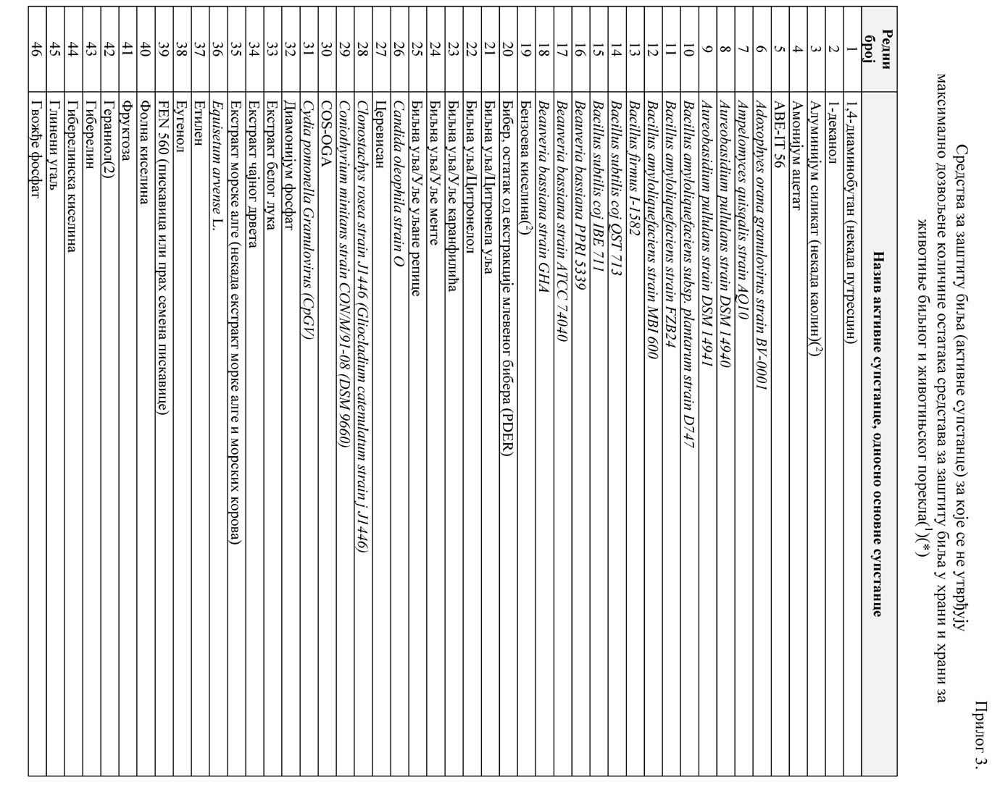 Прилог 3.
Средства за заштиту биља (активне супстанце) за које се не утврђују
максимално дозвољене количине остатака средстава за заштиту биља у храни и храни за
животиње биљног и животињског порекла(1)(*)
Редни број Назив активне супстанце, односно основне супстанце
1 1,4-диаминобутан (некада путресцин)
2 1-деканол
3 Алуминијум силикат (некада каолин)(2)
4 Амонијум ацетат
5 ABE-IT 56
6 Adoxophyes orana granulovirus strain BV-0001
7 Ampelomyces quisqalis strain AQ10
8 Aureobasidium pullulans strain DSM 14940
9 Aureobasidium pullulans strain DSM 14941
10 Bacillus amyloliquefaciens subsp. plantarum strain D747
11 Bacillus amyloliquefaciens strain FZB24
12 Bacillus amyloliquefaciens strain MBI 600
13 Bacillus firmus I-1582
14 Bacillus subtilis сој QST 713
15 Bacillus subtilis coj IBE 711
16 Beauveria bassiana PPRI 5339
17 Beauveria bassiana strain ATCC 74040
18 Beauveria bassiana strain GHA
19 Бензоева киселина(2)
20 Бибер, остатак од екстракције млевеног бибера (PDER)
21 Биљна уља/Цитронела уља
22 Биљна уља/Цитронелол
23 Биљна уља/Уље каранфилића
24 Биљна уља/Уље менте
25 Биљна уља/Уље уљане репице
26 Candida oleophila strain O
27 Церевисан
28 Clonostachys rosea strain J1446 (Gliocladium catenulatum strain j J1446)
29 Coniothyrium minitans strain CON/M/91-08 (DSM 9660)
30 COS-OGA
31 Cydia pomonella Granulovirus (CpGV)
32 Диамонијум фосфат
33 Екстракт белог лука
34 Екстракт чајног дрвета
35 Екстракт морске алге (некада екстракт морке алге и морских корова)
36 Equisetum arvense L.
37 Етилен
38 Еугенол
39 FEN 560 (пискавица или прах семена пискавице)
40 Фолна киселина
41 Фруктоза
42 Гераниол(2)
43 Гиберелин
44 Гиберелинска киселина
45 Глинени угаљ
46 Гвожђе фосфат